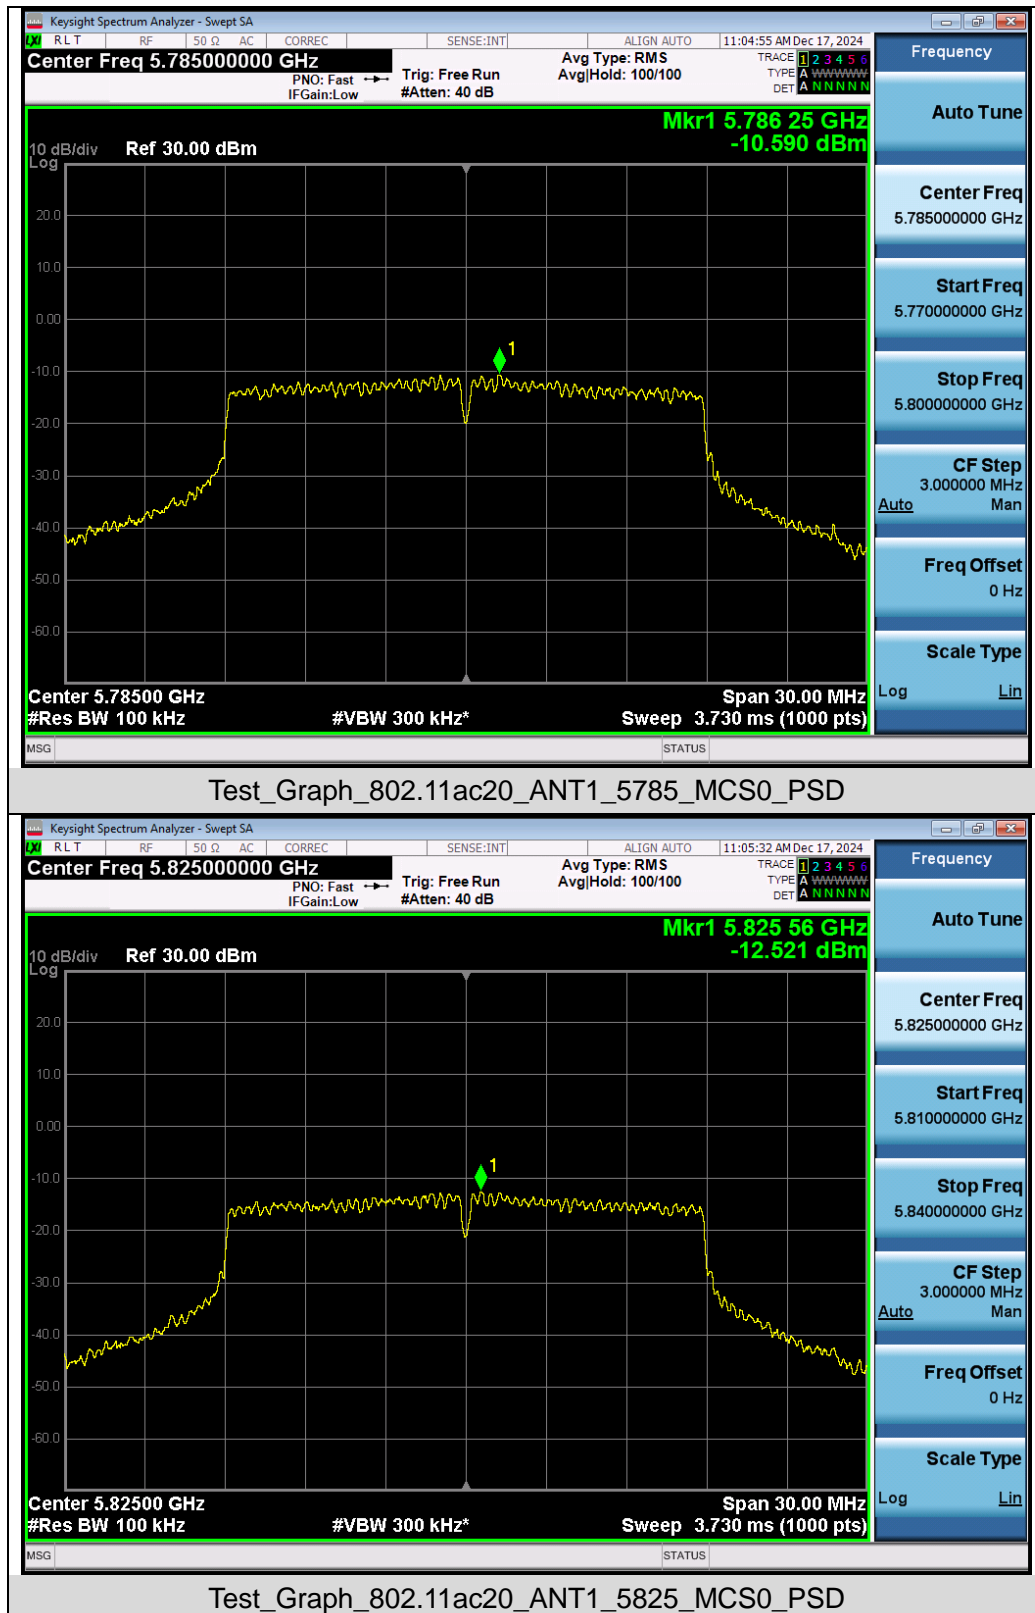 Keysight Spectrum Analyzer - Swept SA
LXI RLT RF 50 Ω AC CORREC SENSE:INT ALIGN AUTO 11:04:55 AM Dec 17, 2024
Center Freq 5.785000000 GHz
PNO: Fast
IFGain:Low
Trig: Free Run
#Atten: 40 dB
Avg Type: RMS
Avg|Hold: 100/100
TRACE 1 2 3 4 5 6
TYPE A WWWWW
DET A N N N N N
Mkr1 5.786 25 GHz
-10.590 dBm
10 dB/div Ref 30.00 dBm
Log
20.0
10.0
0.00
1
-10.0
-20.0
-30.0
-40.0
-50.0
-60.0
Center 5.78500 GHz Span 30.00 MHz
#Res BW 100 kHz #VBW 300 kHz* Sweep 3.730 ms (1000 pts)
MSG STATUS
Frequency
Auto Tune
Center Freq
5.785000000 GHz
Start Freq
5.770000000 GHz
Stop Freq
5.800000000 GHz
CF Step
3.000000 MHz
Auto Man
Freq Offset
0 Hz
Scale Type
Log Lin
Test_Graph_802.11ac20_ANT1_5785_MCS0_PSD
Keysight Spectrum Analyzer - Swept SA
LXI RLT RF 50 Ω AC CORREC SENSE:INT ALIGN AUTO 11:05:32 AM Dec 17, 2024
Center Freq 5.825000000 GHz
PNO: Fast
IFGain:Low
Trig: Free Run
#Atten: 40 dB
Avg Type: RMS
Avg|Hold: 100/100
TRACE 1 2 3 4 5 6
TYPE A WWWWW
DET A N N N N N
Mkr1 5.825 56 GHz
-12.521 dBm
10 dB/div Ref 30.00 dBm
Log
20.0
10.0
0.00
-10.0
1
-20.0
-30.0
-40.0
-50.0
-60.0
Center 5.82500 GHz Span 30.00 MHz
#Res BW 100 kHz #VBW 300 kHz* Sweep 3.730 ms (1000 pts)
MSG STATUS
Frequency
Auto Tune
Center Freq
5.825000000 GHz
Start Freq
5.810000000 GHz
Stop Freq
5.840000000 GHz
CF Step
3.000000 MHz
Auto Man
Freq Offset
0 Hz
Scale Type
Log Lin
Test_Graph_802.11ac20_ANT1_5825_MCS0_PSD